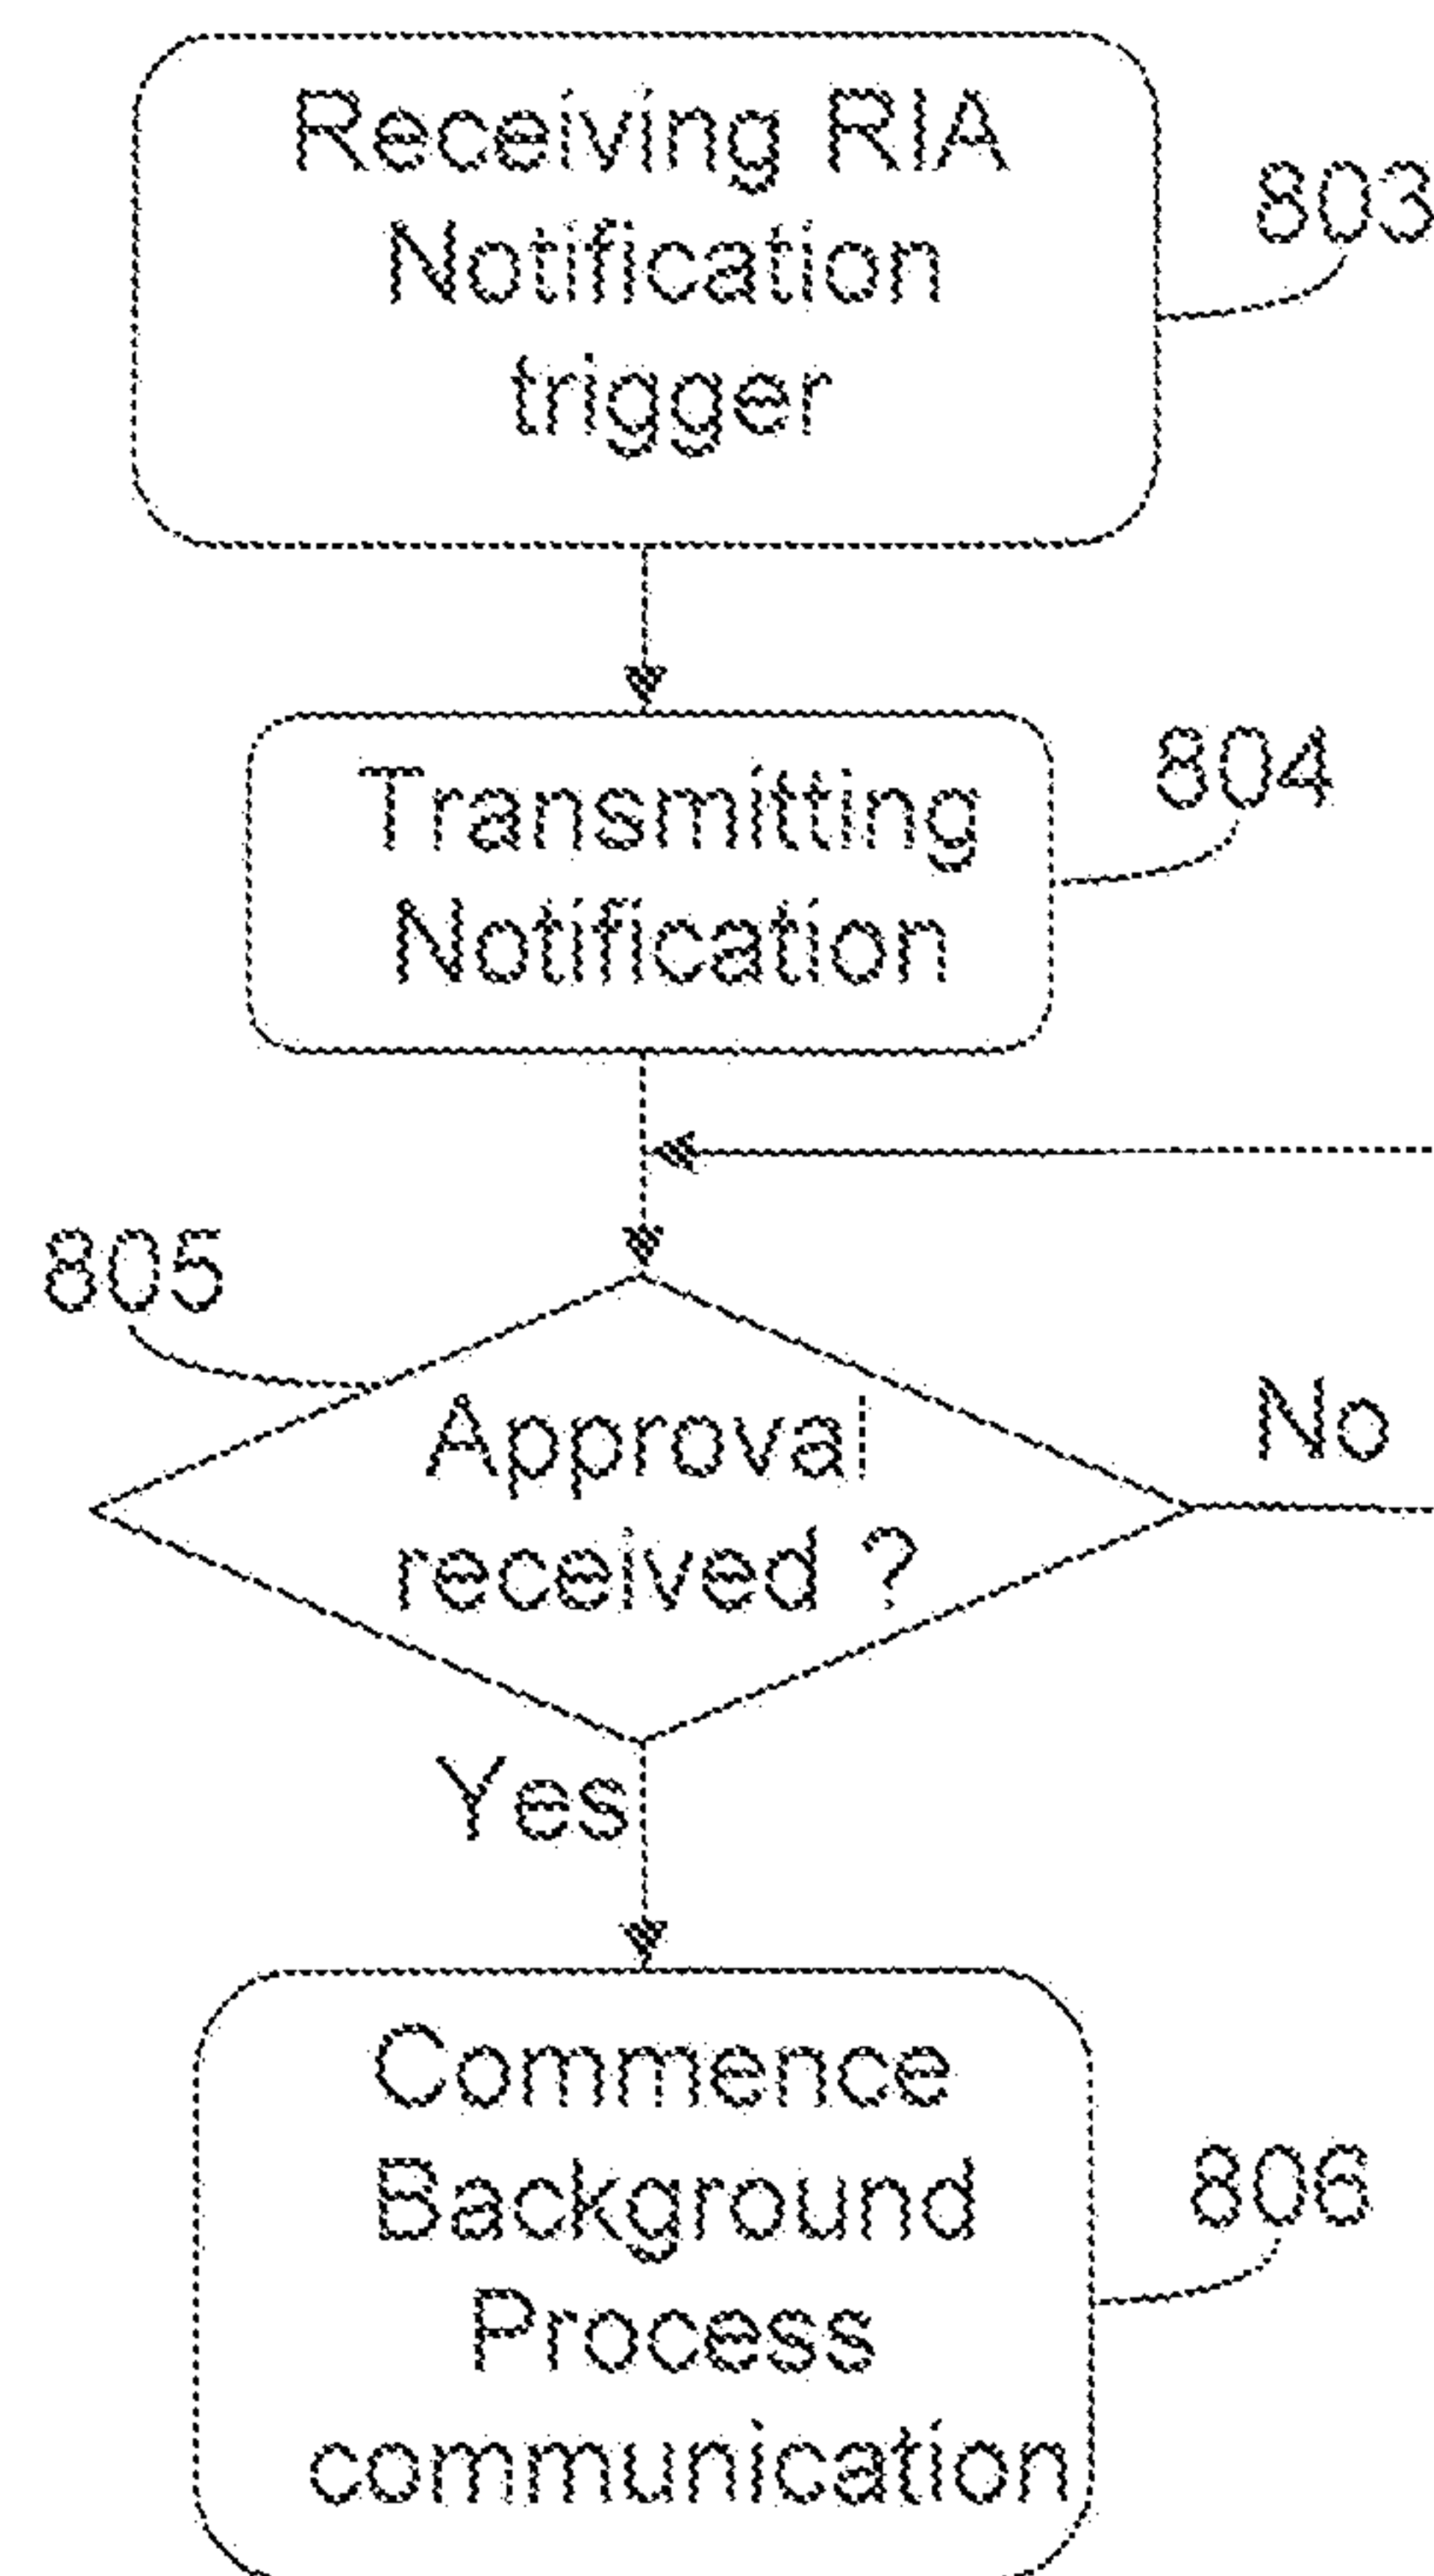 Receiving RIA
Notification
trigger
803
Transmitting
Notification
804
805
Approval
received ?
No
Yes
Commence
Background
Process
communication
806